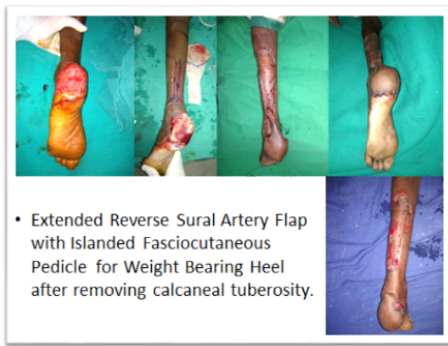 • Extended Reverse Sural Artery Flap
with Islanded Fasciocutaneous
Pedicle for Weight Bearing Heel
after removing calcaneal tuberosity.